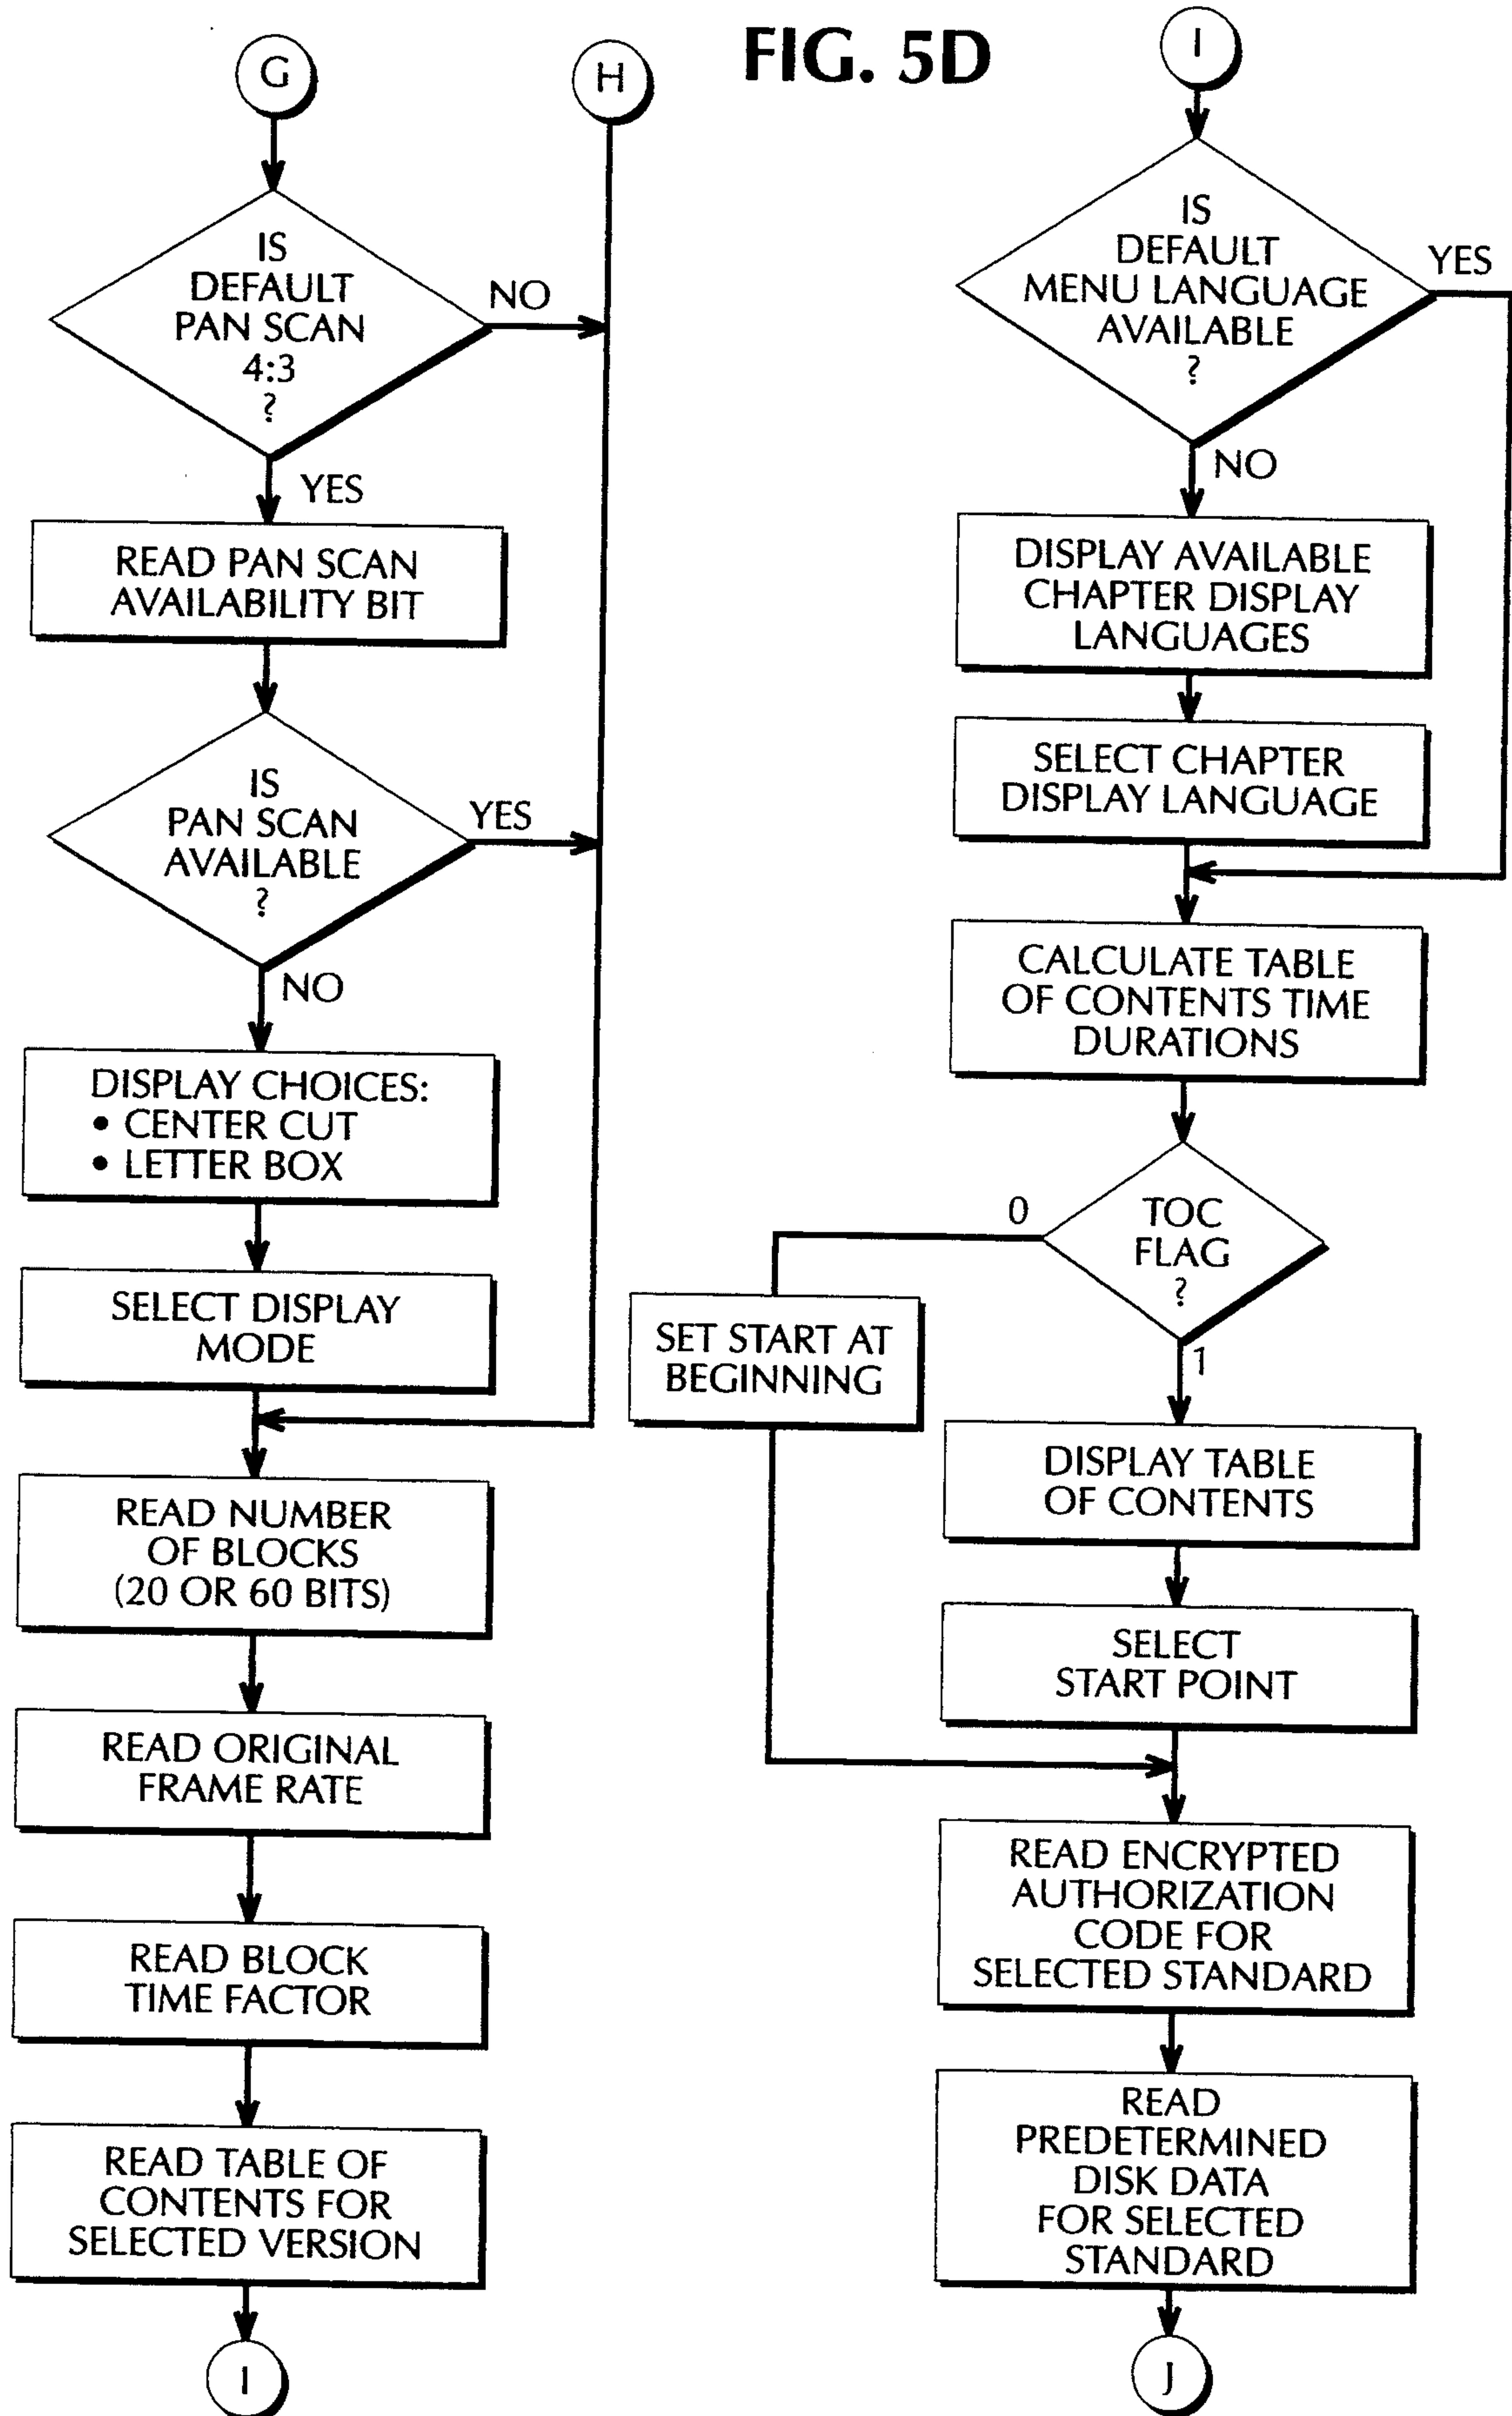 FIG. 5D
G
H
IS
DEFAULT
PAN SCAN
4:3
?
NO
YES
READ PAN SCAN
AVAILABILITY BIT
IS
PAN SCAN
AVAILABLE
?
YES
NO
DISPLAY CHOICES:
• CENTER CUT
• LETTER BOX
SELECT DISPLAY
MODE
READ NUMBER
OF BLOCKS
(20 OR 60 BITS)
READ ORIGINAL
FRAME RATE
READ BLOCK
TIME FACTOR
READ TABLE OF
CONTENTS FOR
SELECTED VERSION
I
I
IS
DEFAULT
MENU LANGUAGE
AVAILABLE
?
YES
NO
DISPLAY AVAILABLE
CHAPTER DISPLAY
LANGUAGES
SELECT CHAPTER
DISPLAY LANGUAGE
CALCULATE TABLE
OF CONTENTS TIME
DURATIONS
TOC
FLAG
?
0
1
SET START AT
BEGINNING
DISPLAY TABLE
OF CONTENTS
SELECT
START POINT
READ ENCRYPTED
AUTHORIZATION
CODE FOR
SELECTED STANDARD
READ
PREDETERMINED
DISK DATA
FOR SELECTED
STANDARD
J